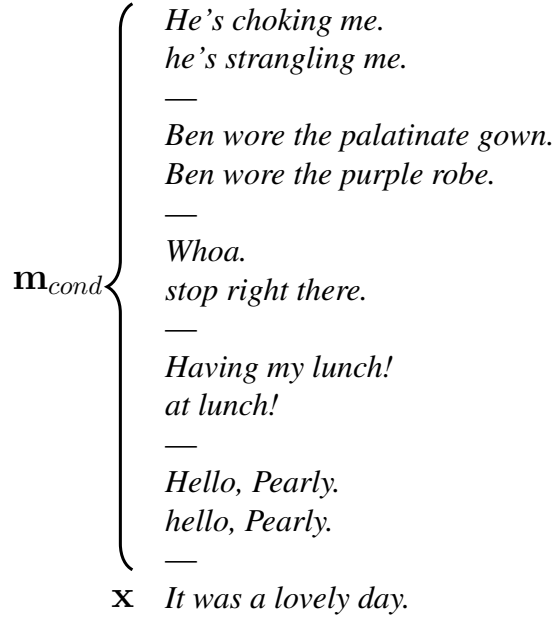 He's choking me.
he's strangling me.
—
Ben wore the palatinate gown.
Ben wore the purple robe.
—
Whoa.
stop right there.
—
m_cond
Having my lunch!
at lunch!
—
Hello, Pearly.
hello, Pearly.
—
x It was a lovely day.